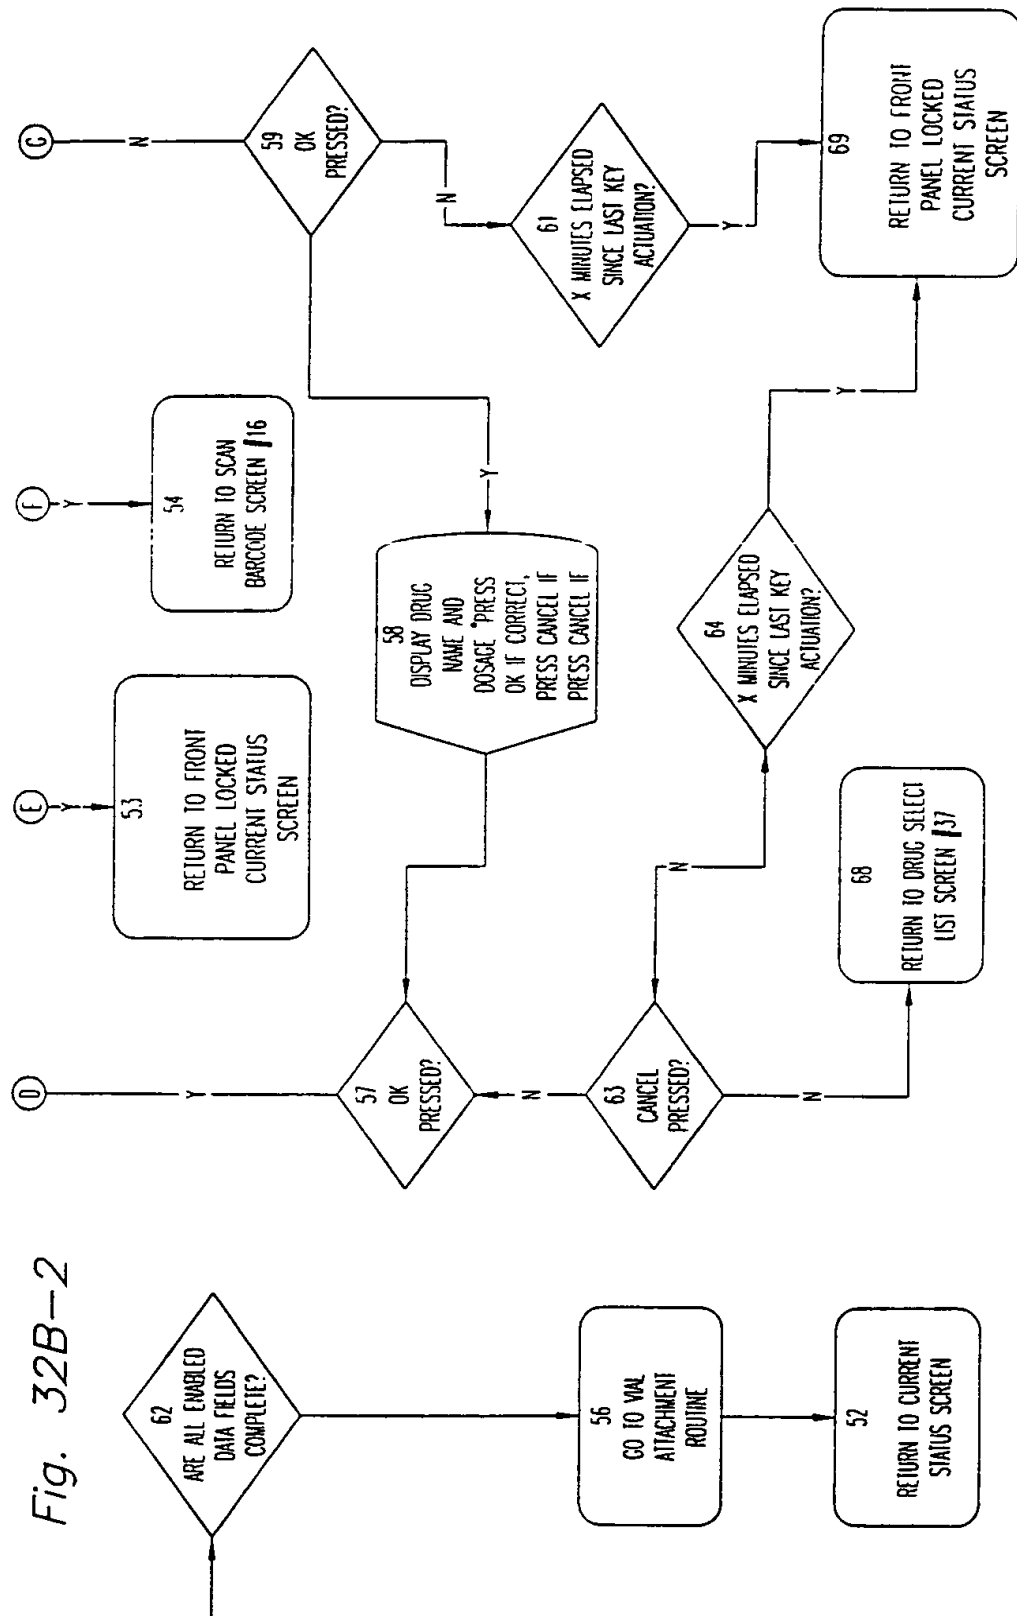 Fig. 32B-2
62
ARE ALL ENABLED
DATA FIELDS
COMPLETE?
56
GO TO VIAL
ATTACHMENT
ROUTINE
52
RETURN TO CURRENT
STATUS SCREEN
D
Y
57
OK
PRESSED?
N
63
CANCEL
PRESSED?
N
68
RETURN TO DRUG SELECT
LIST SCREEN /37
N
E
Y
53
RETURN TO FRONT
PANEL LOCKED
CURRENT STATUS
SCREEN
58
DISPLAY DRUG
NAME AND
DOSAGE "PRESS
OK IF CORRECT,
PRESS CANCEL IF
PRESS CANCEL IF
64
X MINUTES ELAPSED
SINCE LAST KEY
ACTUATION?
Y
F
Y
54
RETURN TO SCAN
BARCODE SCREEN /16
Y
G
N
59
OK
PRESSED?
N
61
X MINUTES ELAPSED
SINCE LAST KEY
ACTUATION?
Y
69
RETURN TO FRONT
PANEL LOCKED
CURRENT STATUS
SCREEN